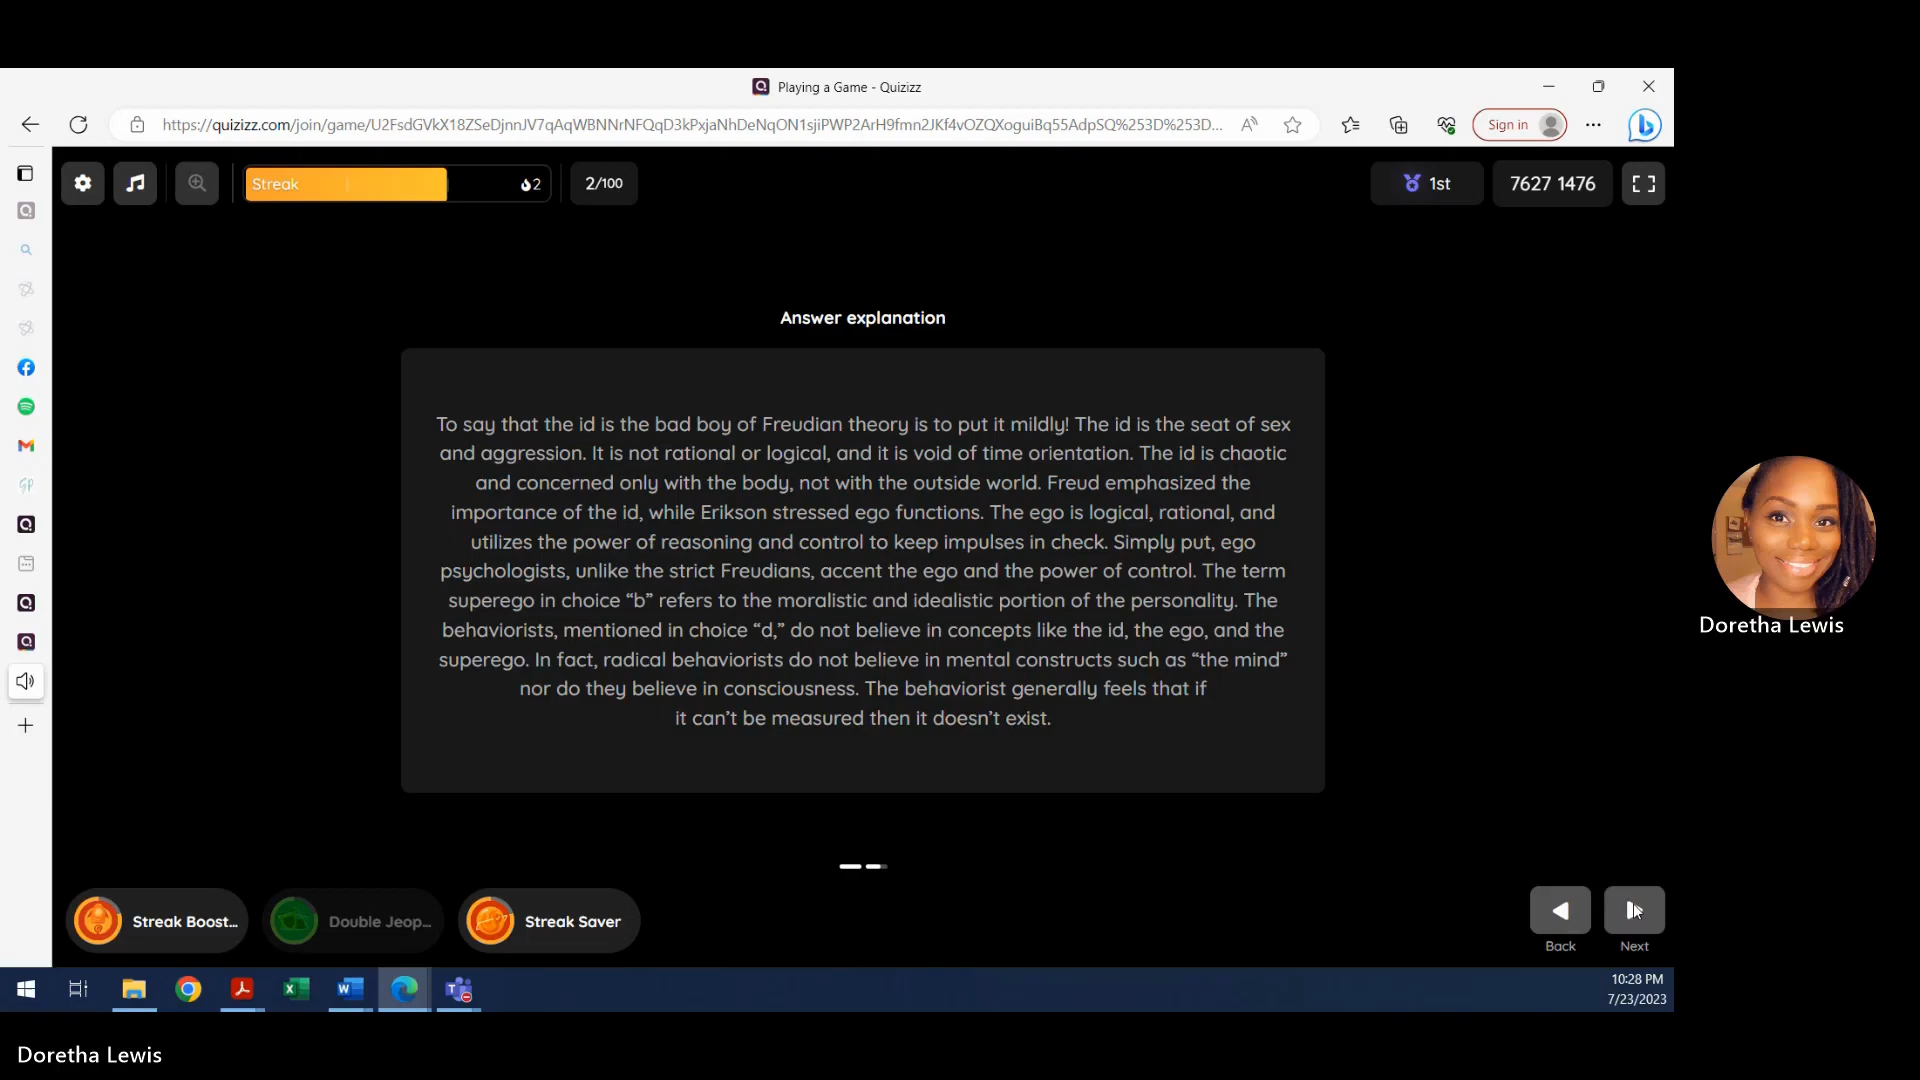 Playing a Game - Quizizz
https://quizizz.com/join/game/U2FsdGVkX18ZSeDjnnJV7qAqWBNNrNFQqD3kPxjaNhDeNqON1sjiPWP2ArH9fmn2JKf4vOZQXoguiBq55AdpSQ%253D%253D...
Sign in
Streak
2
2/100
1st
7627 1476
Answer explanation
To say that the id is the bad boy of Freudian theory is to put it mildly! The id is the seat of sex
and aggression. It is not rational or logical, and it is void of time orientation. The id is chaotic
and concerned only with the body, not with the outside world. Freud emphasized the
importance of the id, while Erikson stressed ego functions. The ego is logical, rational, and
utilizes the power of reasoning and control to keep impulses in check. Simply put, ego
psychologists, unlike the strict Freudians, accent the ego and the power of control. The term
superego in choice “b” refers to the moralistic and idealistic portion of the personality. The
behaviorists, mentioned in choice “d,” do not believe in concepts like the id, the ego, and the
superego. In fact, radical behaviorists do not believe in mental constructs such as “the mind”
nor do they believe in consciousness. The behaviorist generally feels that if
it can’t be measured then it doesn’t exist.
Doretha Lewis
Streak Boost...
Double Jeop...
Streak Saver
Back
Next
10:28 PM
7/23/2023
Doretha Lewis